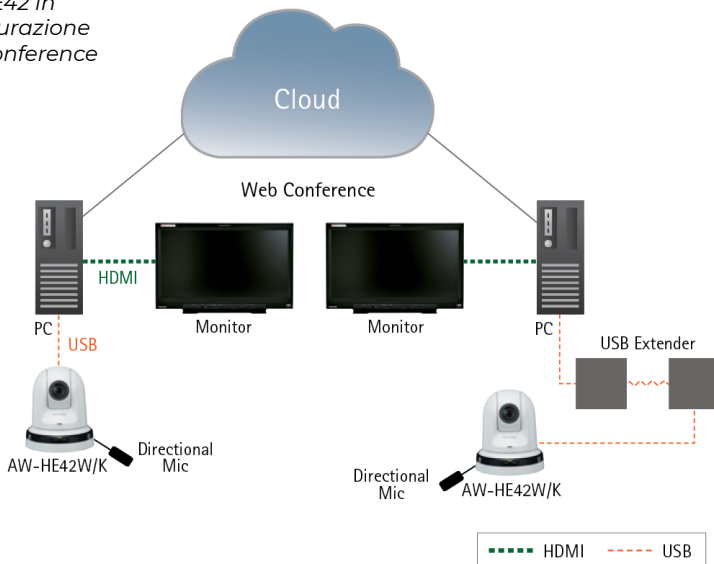 urazione
onference
Cloud
Web Conference
HDMI
PC
Monitor
Monitor
PC
USB
USB Extender
Directional
Mic
AW-HE42W/K
Directional
Mic
AW-HE42W/K
HDMI
USB